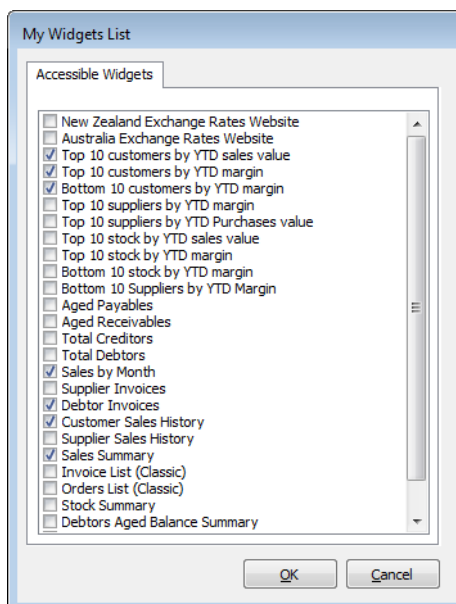 My Widgets List
Accessible Widgets
New Zealand Exchange Rates Website
Australia Exchange Rates Website
Top 10 customers by YTD sales value
Top 10 customers by YTD margin
Bottom 10 customers by YTD margin
Top 10 suppliers by YTD margin
Top 10 suppliers by YTD Purchases value
Top 10 stock by YTD sales value
Top 10 stock by YTD margin
Bottom 10 stock by YTD margin
Bottom 10 Suppliers by YTD Margin
Aged Payables
Aged Receivables
Total Creditors
Total Debtors
Sales by Month
Supplier Invoices
Debtor Invoices
Customer Sales History
Supplier Sales History
Sales Summary
Invoice List (Classic)
Orders List (Classic)
Stock Summary
Debtors Aged Balance Summary
OK Cancel